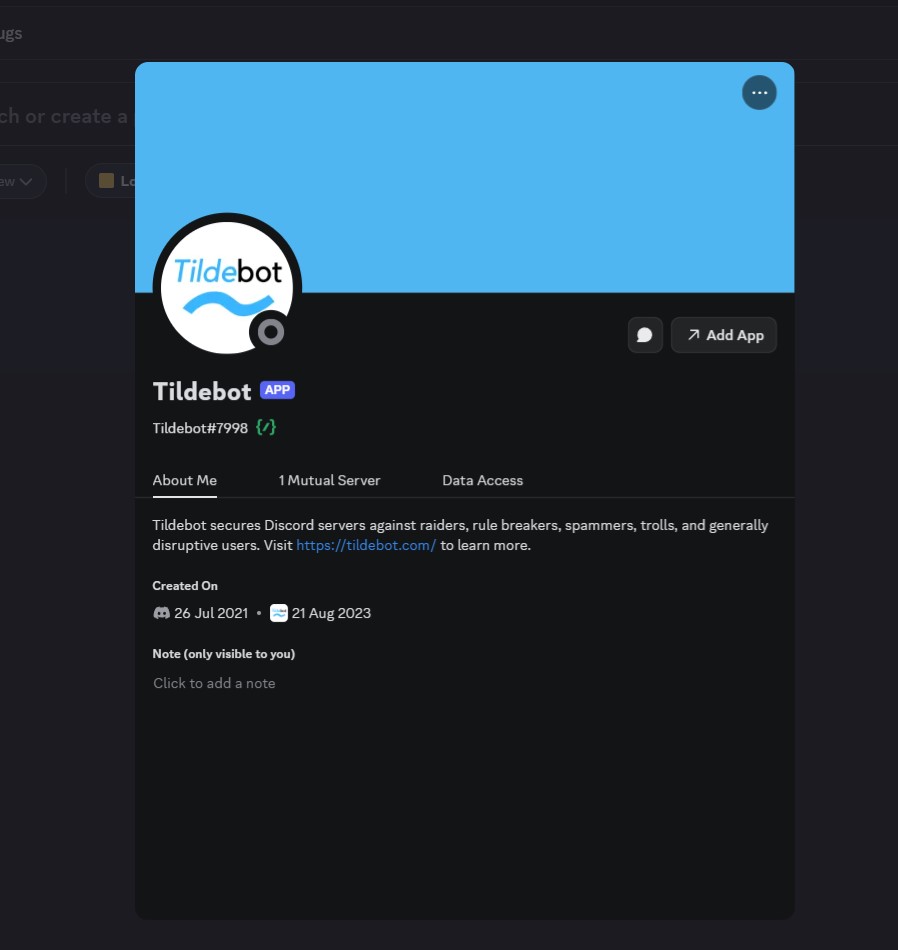 ugs
ch or create a
ew
Lo
Tildebot
Add App
Tildebot APP
Tildebot#7998
About Me
1 Mutual Server
Data Access
Tildebot secures Discord servers against raiders, rule breakers, spammers, trolls, and generally
disruptive users. Visit https://tildebot.com/ to learn more.
Created On
26 Jul 2021 • 21 Aug 2023
Note (only visible to you)
Click to add a note